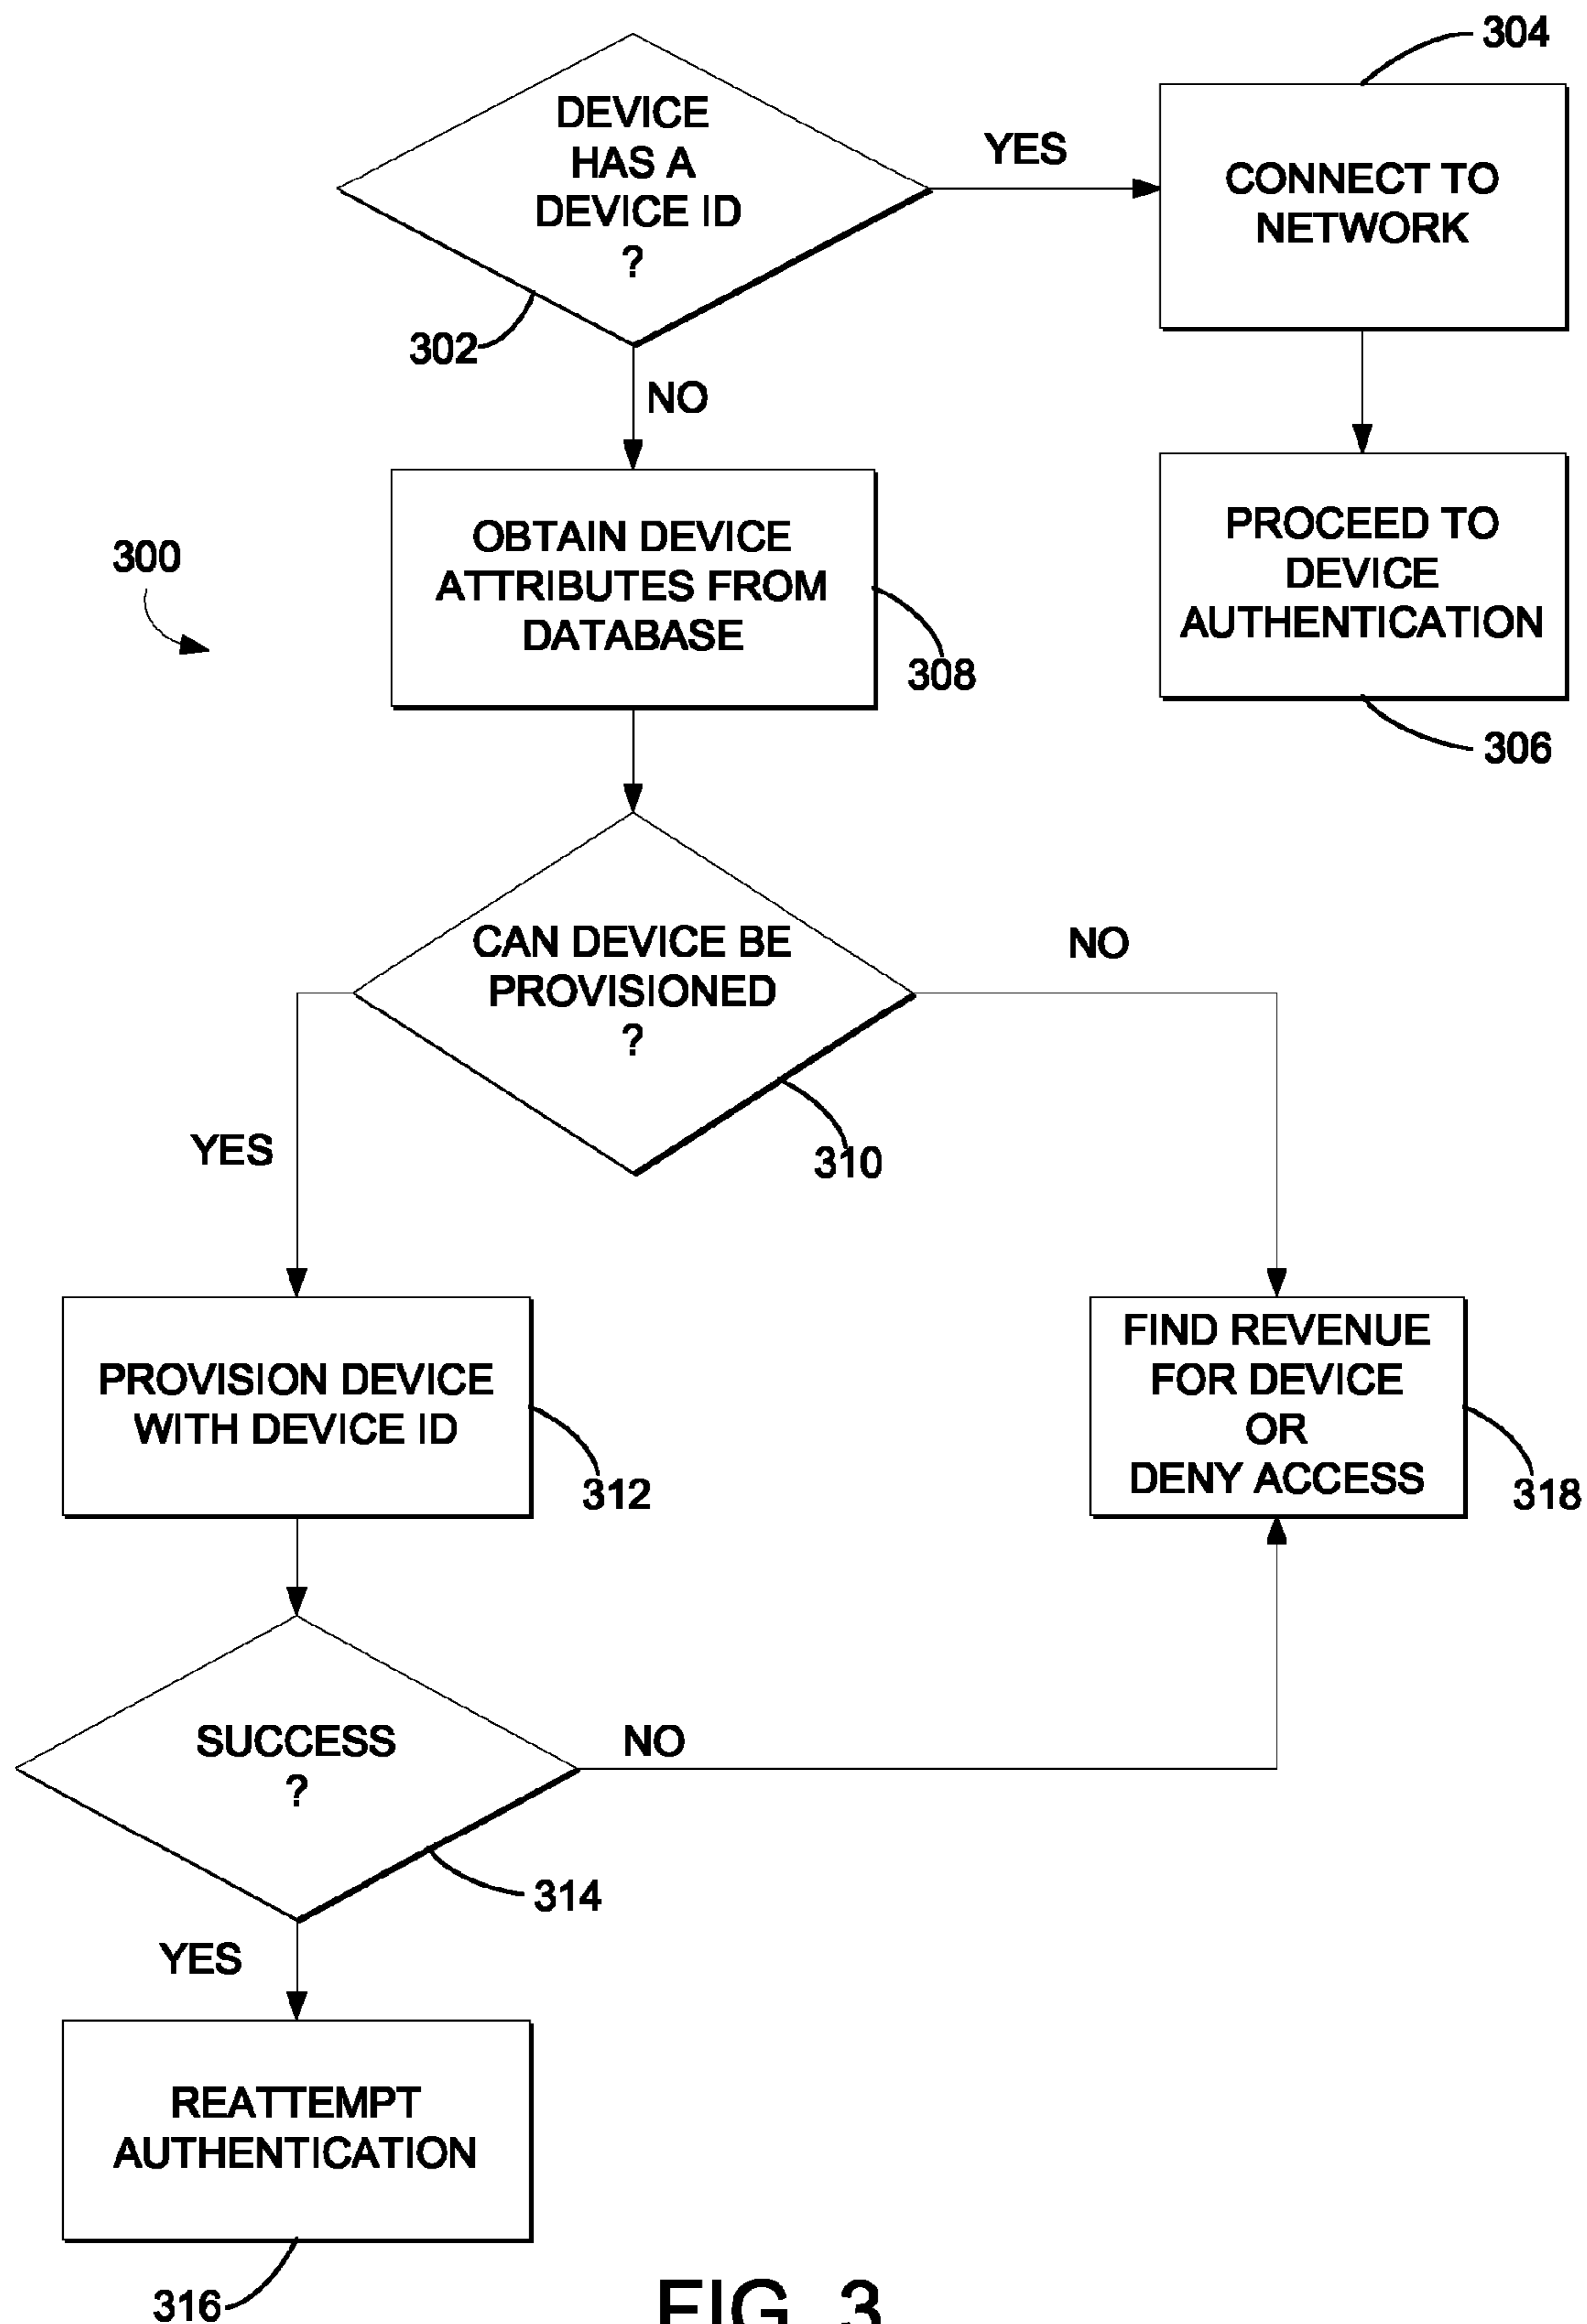 304
DEVICE
HAS A
DEVICE ID
?
YES
CONNECT TO
NETWORK
302
NO
OBTAIN DEVICE
ATTRIBUTES FROM
DATABASE
300
308
PROCEED TO
DEVICE
AUTHENTICATION
306
CAN DEVICE BE
PROVISIONED
?
NO
310
YES
PROVISION DEVICE
WITH DEVICE ID
312
FIND REVENUE
FOR DEVICE
OR
DENY ACCESS
318
SUCCESS
?
NO
314
YES
REATTEMPT
AUTHENTICATION
316
FIG. 3